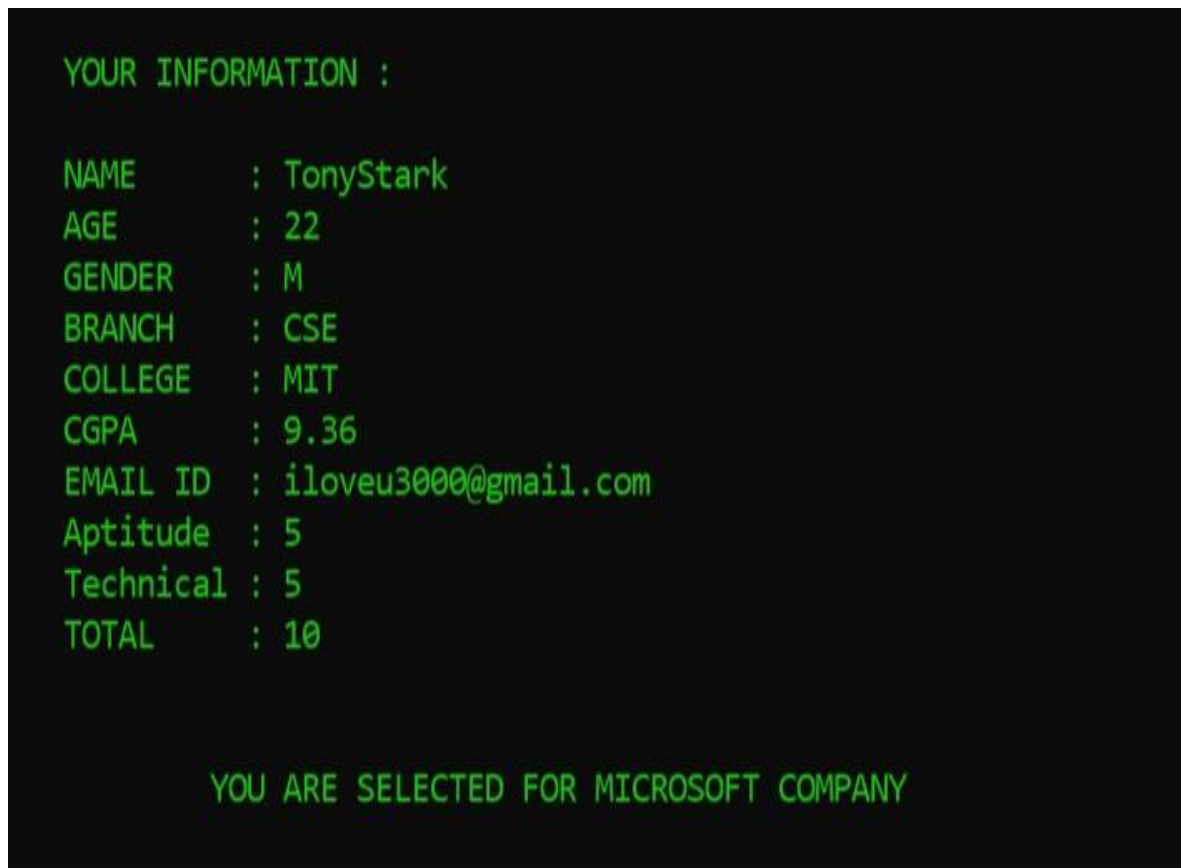 YOUR INFORMATION :
NAME : TonyStark
AGE : 22
GENDER : M
BRANCH : CSE
COLLEGE : MIT
CGPA : 9.36
EMAIL ID : iloveu3000@gmail.com
Aptitude : 5
Technical : 5
TOTAL : 10
YOU ARE SELECTED FOR MICROSOFT COMPANY